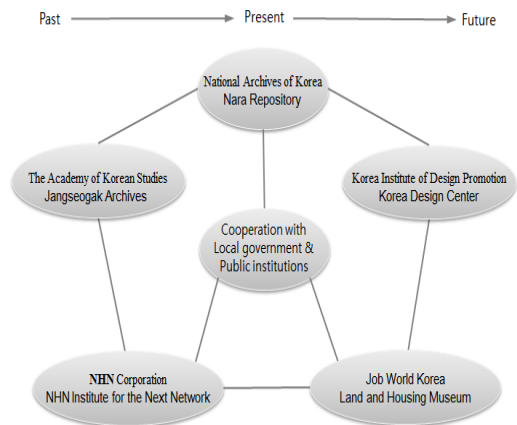 Past Present Future
National Archives of Korea
Nara Repository
The Academy of Korean Studies
Jangseogak Archives
Korea Institute of Design Promotion
Korea Design Center
Cooperation with
Local government &
Public institutions
NHN Corporation
NHN Institute for the Next Network
Job World Korea
Land and Housing Museum